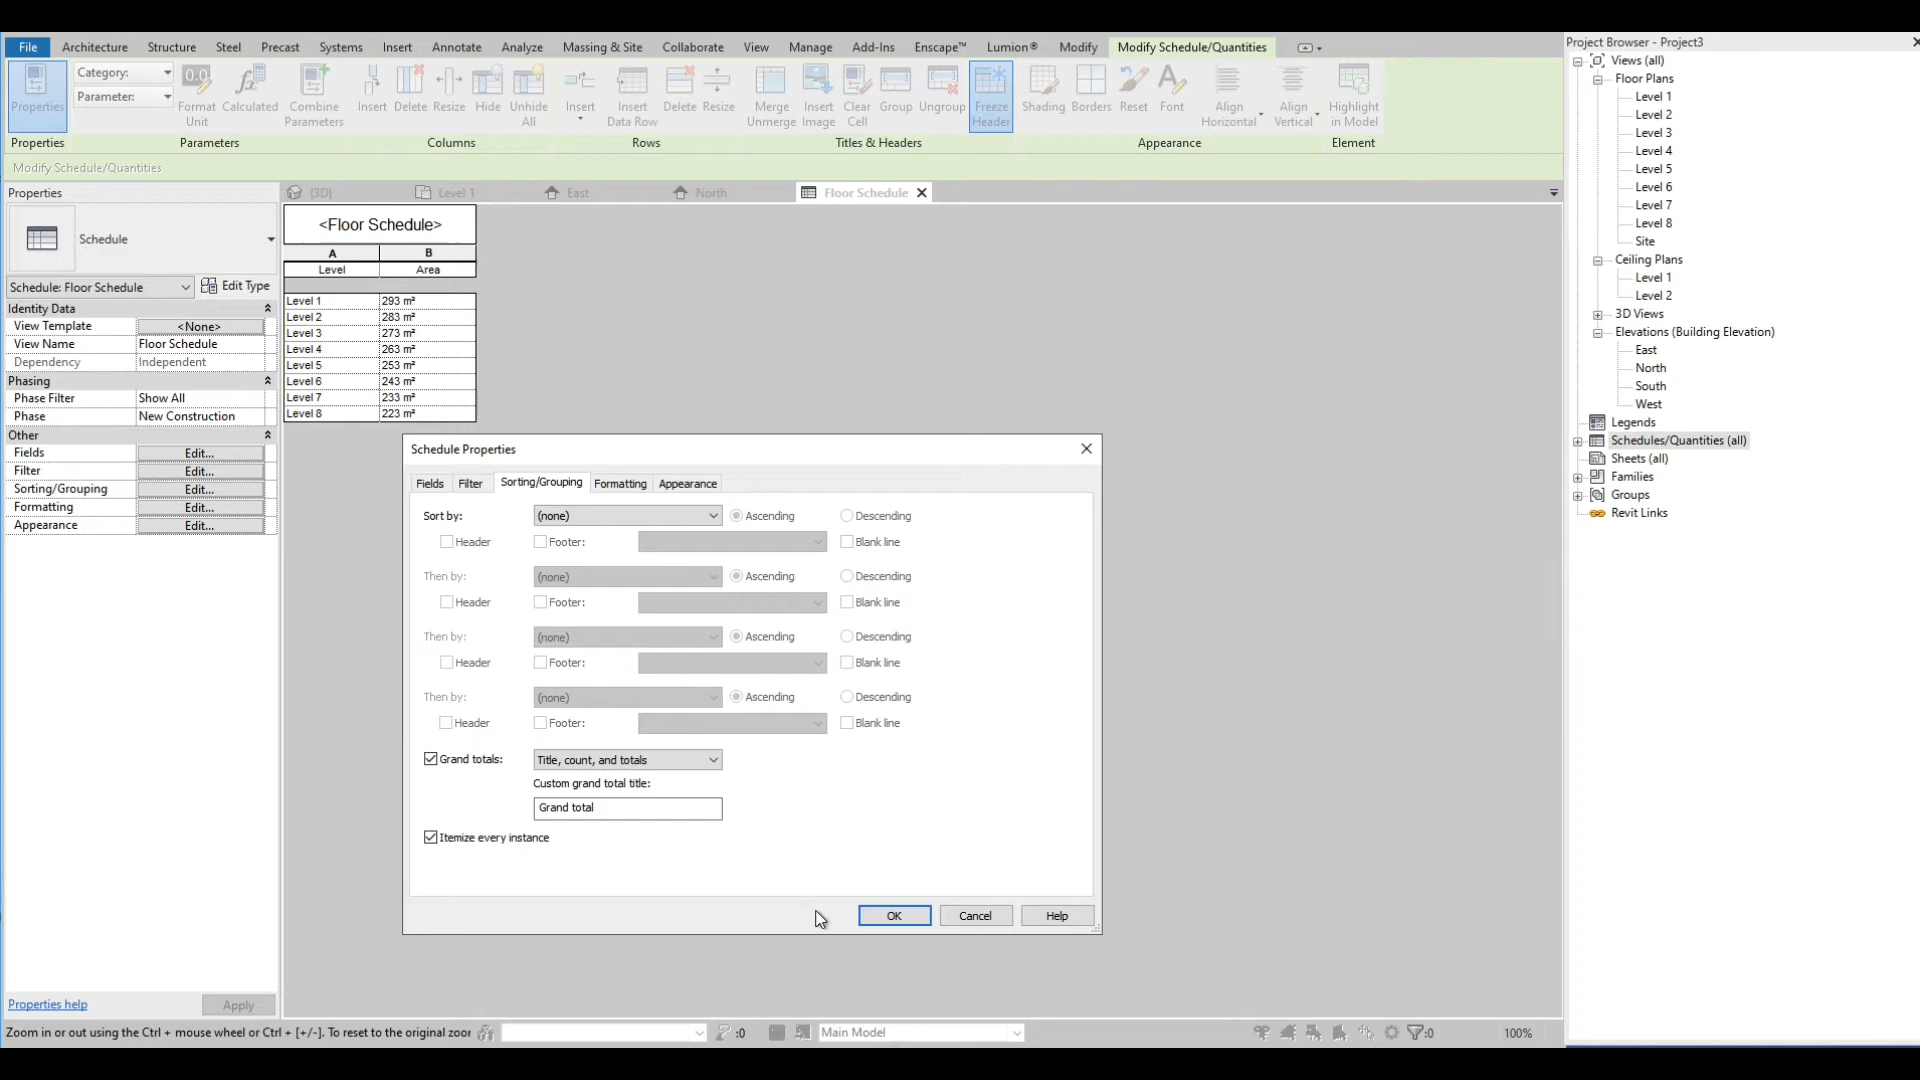 File Architecture Structure Steel Precast Systems Insert Annotate Analyze Massing & Site Collaborate View Manage Add-Ins Enscape™ Lumion® Modify Modify Schedule/Quantities
Properties
Category:
Parameter:
Format Unit
Calculated
Combine Parameters
Insert
Delete
Resize
Hide
Unhide All
Insert
Insert Data Row
Delete
Resize
Merge Unmerge
Insert Image
Clear Cell
Group
Ungroup
Freeze Header
Shading
Borders
Reset
Font
Align Horizontal
Align Vertical
Highlight in Model
Properties Parameters Columns Rows Titles & Headers Appearance Element
Modify Schedule/Quantities
Properties
Schedule
Schedule: Floor Schedule Edit Type
Identity Data
View Template <None>
View Name Floor Schedule
Dependency Independent
Phasing
Phase Filter Show All
Phase New Construction
Other
Fields Edit...
Filter Edit...
Sorting/Grouping Edit...
Formatting Edit...
Appearance Edit...
Properties help Apply
{3D} Level 1 East North Floor Schedule
<Floor Schedule>
A B
Level Area
Level 1 293 m²
Level 2 283 m²
Level 3 273 m²
Level 4 263 m²
Level 5 253 m²
Level 6 243 m²
Level 7 233 m²
Level 8 223 m²
Schedule Properties
Fields Filter Sorting/Grouping Formatting Appearance
Sort by: (none) Ascending Descending
Header Footer: Blank line
Then by: (none) Ascending Descending
Header Footer: Blank line
Then by: (none) Ascending Descending
Header Footer: Blank line
Then by: (none) Ascending Descending
Header Footer: Blank line
Grand totals: Title, count, and totals
Custom grand total title:
Grand total
Itemize every instance
OK Cancel Help
Project Browser - Project3
Views (all)
Floor Plans
Level 1
Level 2
Level 3
Level 4
Level 5
Level 6
Level 7
Level 8
Site
Ceiling Plans
Level 1
Level 2
3D Views
Elevations (Building Elevation)
East
North
South
West
Legends
Schedules/Quantities (all)
Sheets (all)
Families
Groups
Revit Links
Zoom in or out using the Ctrl + mouse wheel or Ctrl + [+/-]. To reset to the original zoor :0 Main Model :0 100%